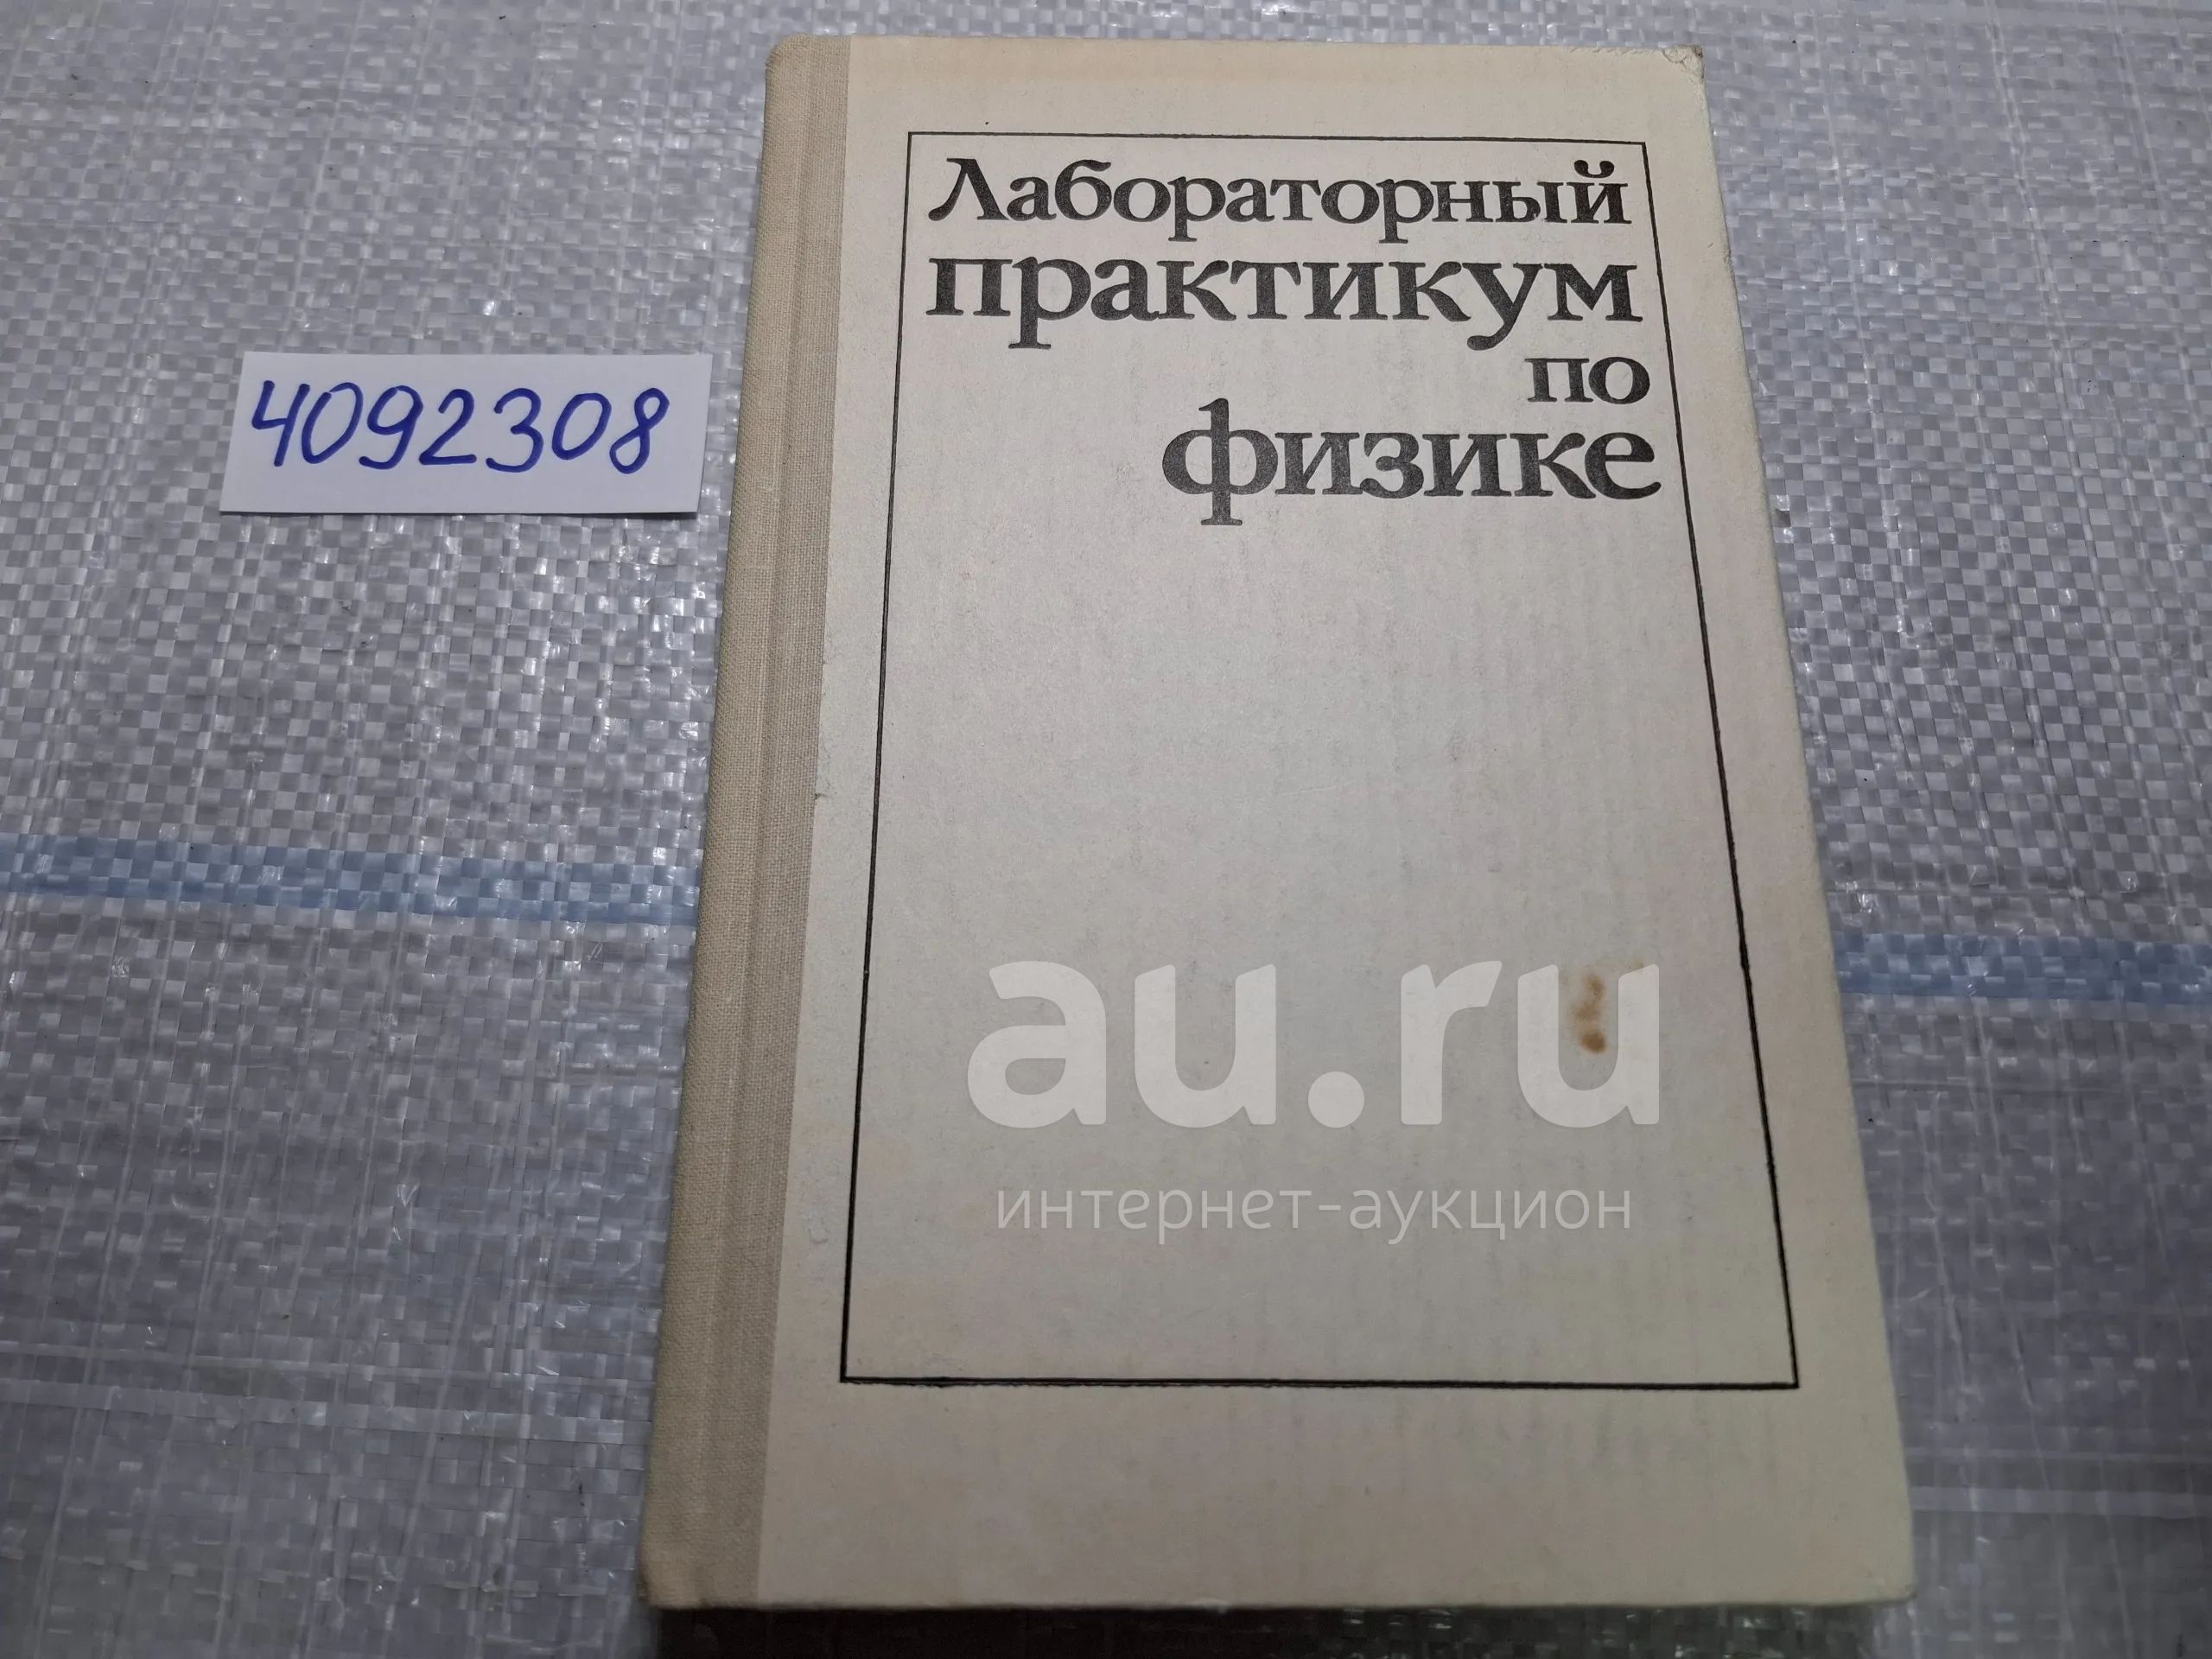 Лабораторный
практикум
по
физике
4092308
au.ru
интернет-аукцион